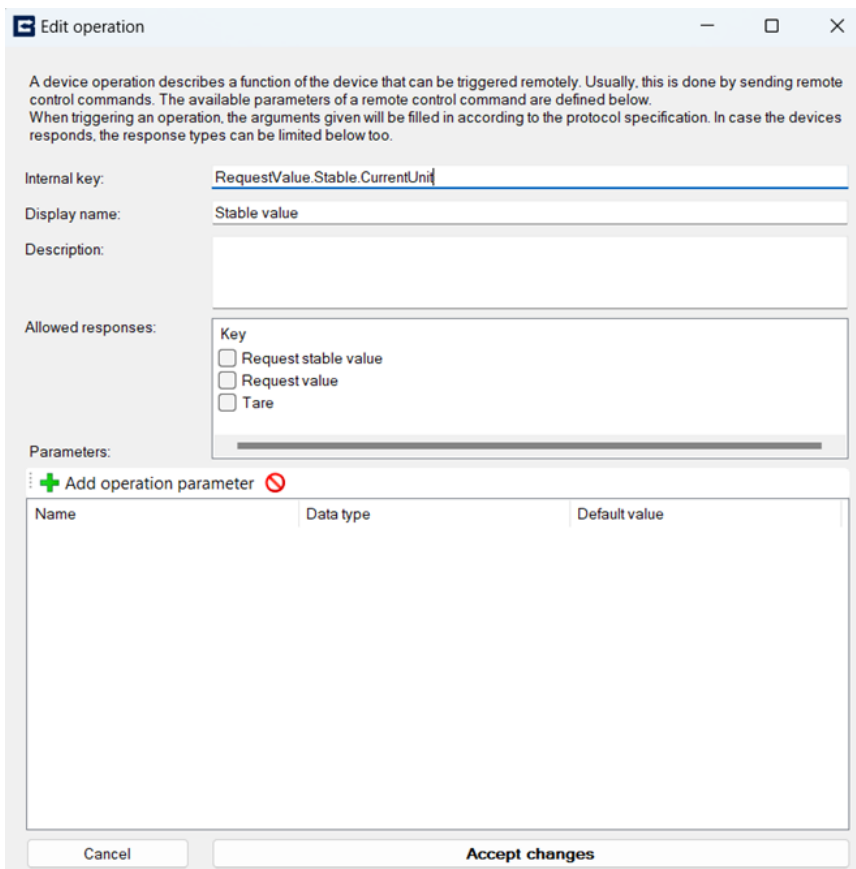 Edit operation
A device operation describes a function of the device that can be triggered remotely. Usually, this is done by sending remote
control commands. The available parameters of a remote control command are defined below.
When triggering an operation, the arguments given will be filled in according to the protocol specification. In case the devices
responds, the response types can be limited below too.
Internal key: RequestValue.Stable.CurrentUnit
Display name: Stable value
Description:
Allowed responses:
Key
Request stable value
Request value
Tare
Parameters:
Add operation parameter
Name Data type Default value
Cancel Accept changes